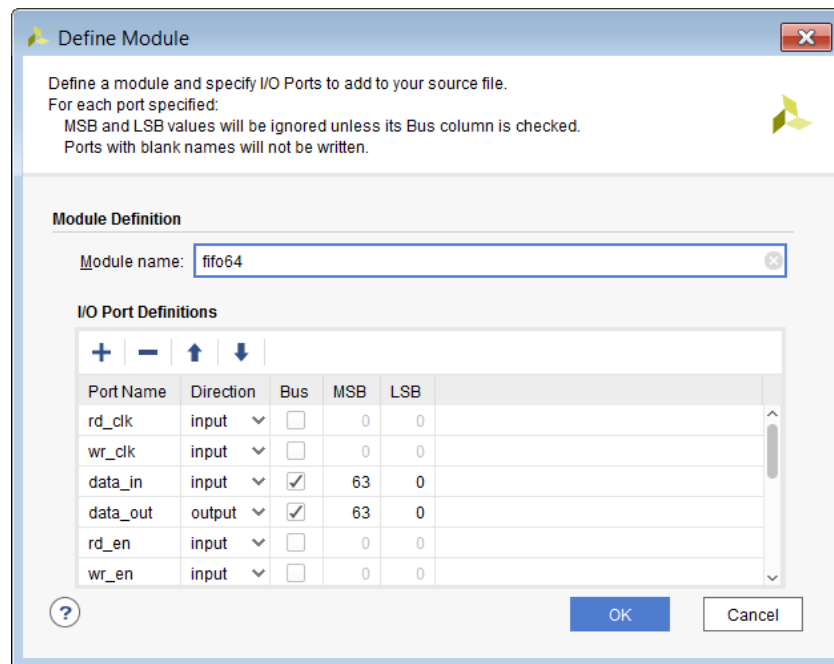 Define Module
Define a module and specify I/O Ports to add to your source file.
For each port specified:
MSB and LSB values will be ignored unless its Bus column is checked.
Ports with blank names will not be written.
Module Definition
Module name: fifo64
I/O Port Definitions
Port Name Direction Bus MSB LSB
rd_clk input 0 0
wr_clk input 0 0
data_in input 63 0
data_out output 63 0
rd_en input 0 0
wr_en input 0 0
? OK Cancel